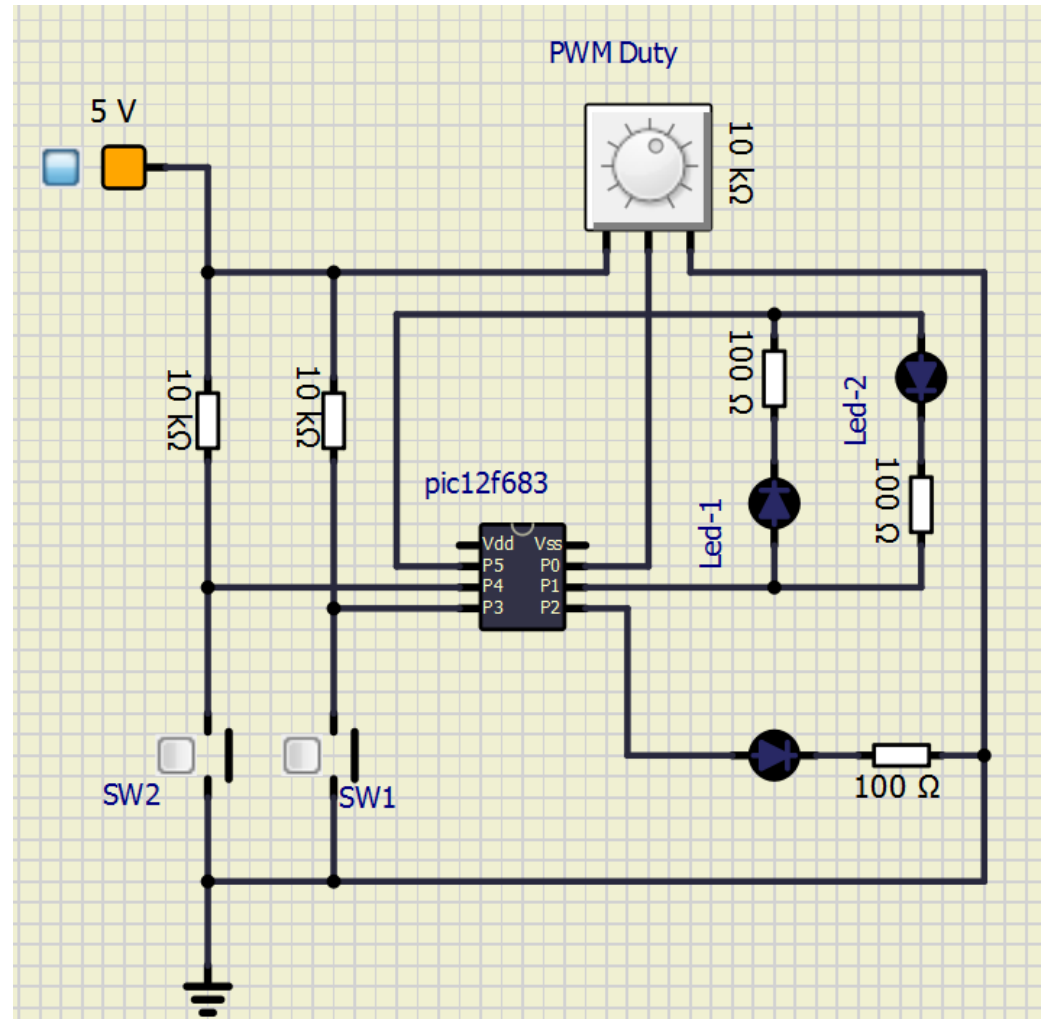 PWM Duty
5 V
10 kΩ
10 kΩ
10 kΩ
100 Ω
Led-2
pic12f683
Led-1
100 Ω
Vdd Vss
P5 P0
P4 P1
P3 P2
SW2
SW1
100 Ω